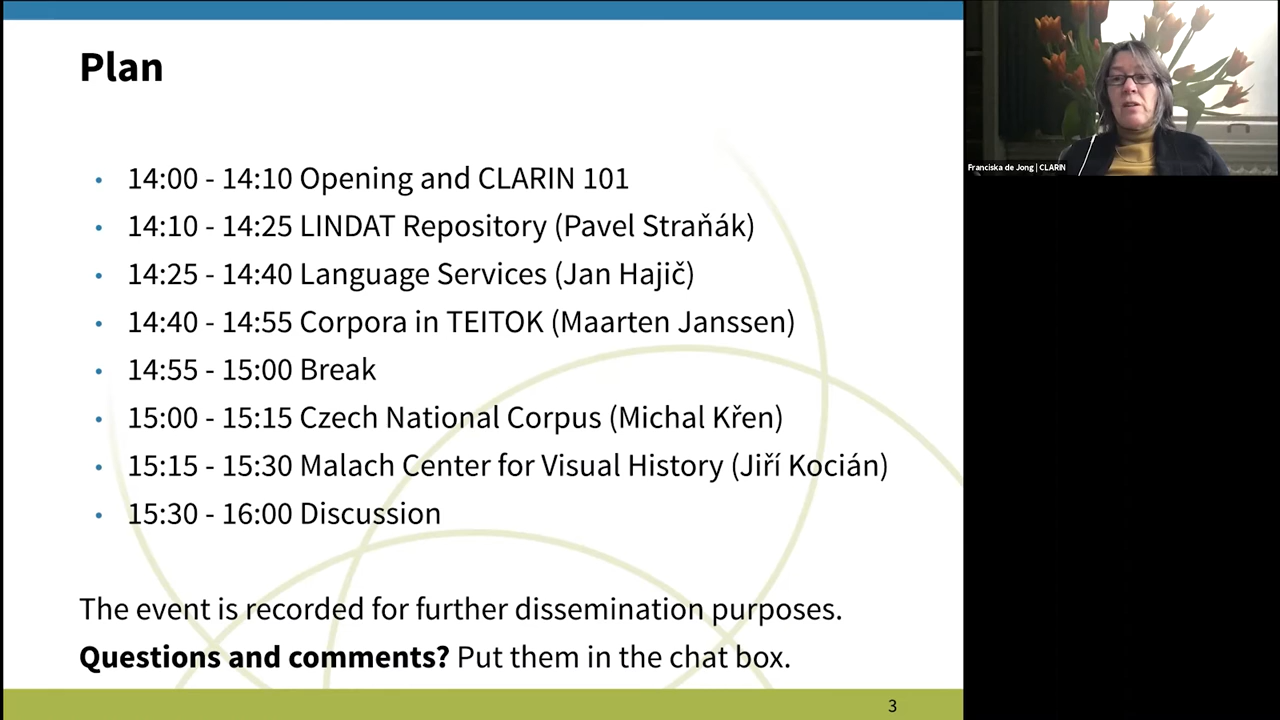 Plan
• 14:00 - 14:10 Opening and CLARIN 101
• 14:10 - 14:25 LINDAT Repository (Pavel Straňák)
• 14:25 - 14:40 Language Services (Jan Hajič)
• 14:40 - 14:55 Corpora in TEITOK (Maarten Janssen)
• 14:55 - 15:00 Break
• 15:00 - 15:15 Czech National Corpus (Michal Křen)
• 15:15 - 15:30 Malach Center for Visual History (Jiří Kocián)
• 15:30 - 16:00 Discussion
The event is recorded for further dissemination purposes.
Questions and comments? Put them in the chat box.
3
Franciska de Jong | CLARIN